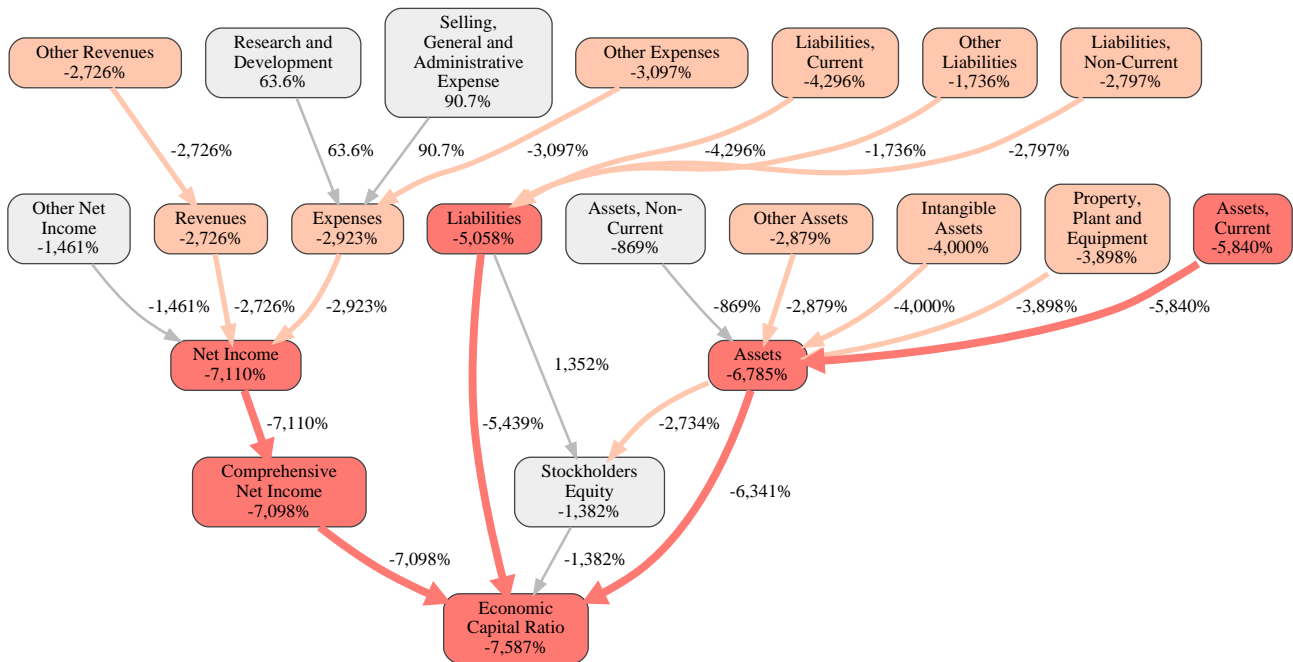 Other Revenues
-2,726%
Research and
Development
63.6%
Selling,
General and
Administrative
Expense
90.7%
Other Expenses
-3,097%
Liabilities,
Current
-4,296%
Other
Liabilities
-1,736%
Liabilities,
Non-Current
-2,797%
-2,726%
63.6%
90.7%
-3,097%
-4,296%
-1,736%
-2,797%
Other Net
Income
-1,461%
Revenues
-2,726%
Expenses
-2,923%
Liabilities
-5,058%
Assets, Non-
Current
-869%
Other Assets
-2,879%
Intangible
Assets
-4,000%
Property,
Plant and
Equipment
-3,898%
Assets,
Current
-5,840%
-1,461%
-2,726%
-2,923%
-869%
-2,879%
-4,000%
-3,898%
-5,840%
Net Income
-7,110%
1,352%
Assets
-6,785%
-7,110%
-5,439%
-2,734%
Comprehensive
Net Income
-7,098%
Stockholders
Equity
-1,382%
-6,341%
-7,098%
-1,382%
Economic
Capital Ratio
-7,587%